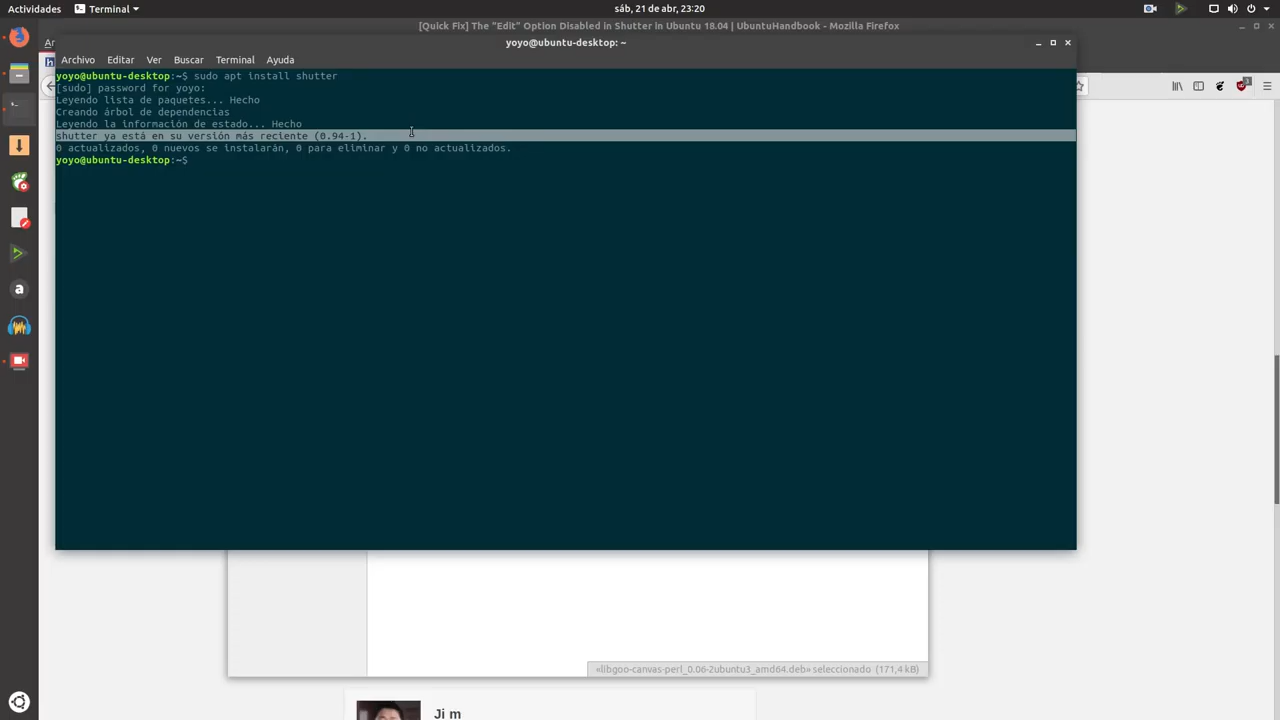 Actividades
Terminal
sáb, 21 de abr, 23:20
[Quick Fix] The "Edit" Option Disabled in Shutter in Ubuntu 18.04 | UbuntuHandbook - Mozilla Firefox
yoyo@ubuntu-desktop: ~
Archivo Editar Ver Buscar Terminal Ayuda
yoyo@ubuntu-desktop:~$ sudo apt install shutter
[sudo] password for yoyo:
Leyendo lista de paquetes... Hecho
Creando árbol de dependencias
Leyendo la información de estado... Hecho
shutter ya está en su versión más reciente (0.94-1).
0 actualizados, 0 nuevos se instalarán, 0 para eliminar y 0 no actualizados.
yoyo@ubuntu-desktop:~$
«libgoo-canvas-perl_0.06-2ubuntu3_amd64.deb» seleccionado (171,4 kB)
Ji m